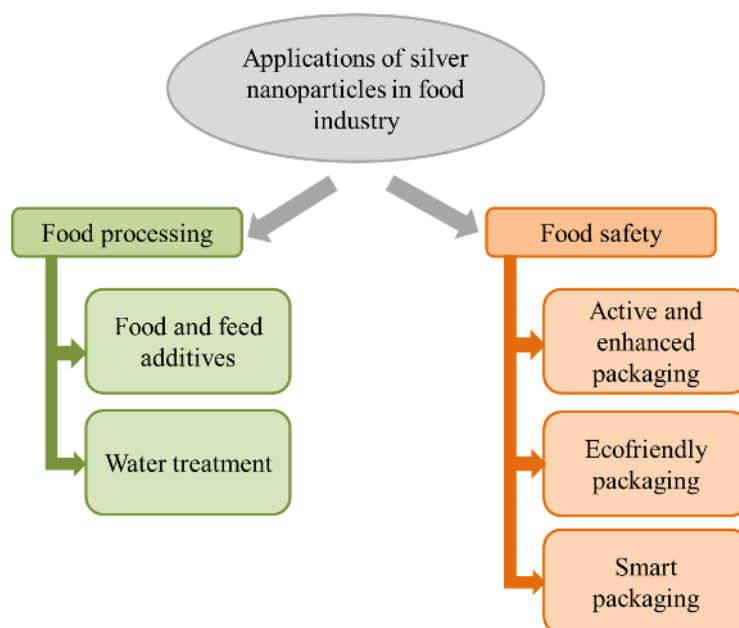 Applications of silver
nanoparticles in food
industry
Food processing
Food and feed
additives
Water treatment
Food safety
Active and
enhanced
packaging
Ecofriendly
packaging
Smart
packaging